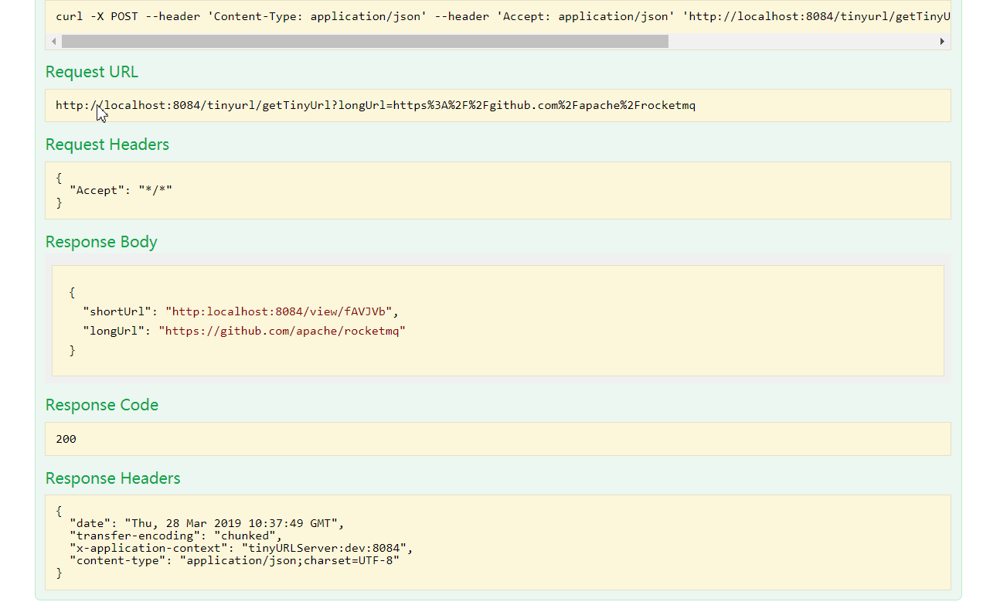 curl -X POST --header 'Content-Type: application/json' --header 'Accept: application/json' 'http://localhost:8084/tinyurl/getTinyU
Request URL
http://localhost:8084/tinyurl/getTinyUrl?longUrl=https%3A%2F%2Fgithub.com%2Fapache%2Frocketmq
Request Headers
{
  "Accept": "*/*"
}
Response Body
{
  "shortUrl": "http:localhost:8084/view/fAVJVb",
  "longUrl": "https://github.com/apache/rocketmq"
}
Response Code
200
Response Headers
{
  "date": "Thu, 28 Mar 2019 10:37:49 GMT",
  "transfer-encoding": "chunked",
  "x-application-context": "tinyURLServer:dev:8084",
  "content-type": "application/json;charset=UTF-8"
}